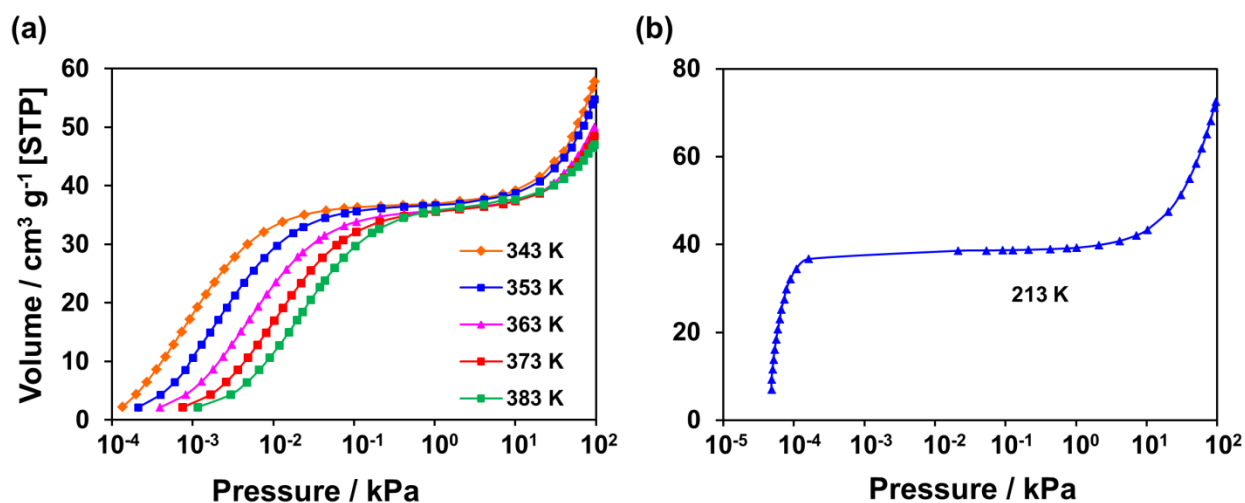 (a)
Volume / cm³ g⁻¹ [STP]
60
50
40
30
20
10
0
343 K
353 K
363 K
373 K
383 K
10⁻⁴ 10⁻³ 10⁻² 10⁻¹ 10⁰ 10¹ 10²
Pressure / kPa
(b)
80
60
40
20
0
213 K
10⁻⁵ 10⁻⁴ 10⁻³ 10⁻² 10⁻¹ 10⁰ 10¹ 10²
Pressure / kPa